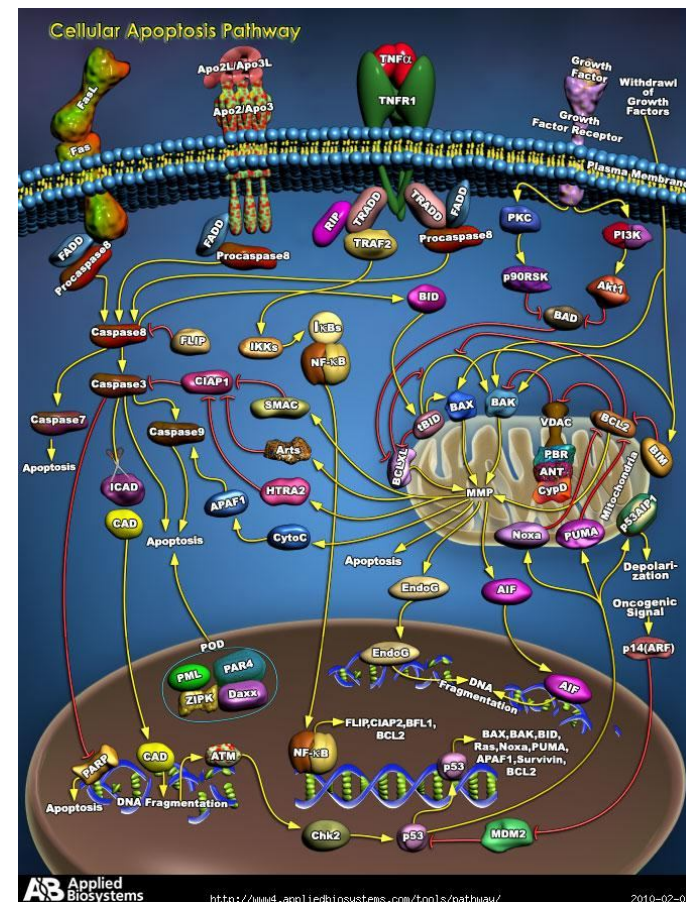 Cellular Apoptosis Pathway
FasL
Fas
Apo2L/Apo3L
Apo2/Apo3
TNFα
TNFR1
Growth
Factor
Growth
Factor Receptor
Withdrawl
of
Growth
Factors
Plasma Membrane
FADD
Procaspase8
FADD
Procaspase8
RIP
TRADD
TRADD
FADD
TRAF2
Procaspase8
PKC
PI3K
p90RSK
Akt1
BAD
BID
Caspase8
FLIP
IKKs
IκBs
NF-κB
Caspase3
CIAP1
SMAC
tBID
BAX
BAK
VDAC
BCL2
BIM
Caspase7
Caspase9
Arts
BCLXL
PBR
ANT
CypD
Mitochondria
Apoptosis
ICAD
HTRA2
MMP
APAF1
CAD
Apoptosis
CytoC
Noxa
PUMA
p53AIP1
Apoptosis
Depolari-
zation
EndoG
AIF
Oncogenic
Signal
p14(ARF)
POD
PML
PAR4
ZIPK
Daxx
EndoG
DNA
Fragmentation
AIF
FLIP,CIAP2,BFL1,
BCL2
BAX,BAK,BID,
Ras,Noxa,PUMA,
APAF1,Survivin,
BCL2
PARP
CAD
ATM
NF-κB
p53
Apoptosis
DNA Fragmentation
Chk2
p53
MDM2
AB Applied
Biosystems
http://www4.appliedbiosystems.com/tools/pathway/
2010-02-0